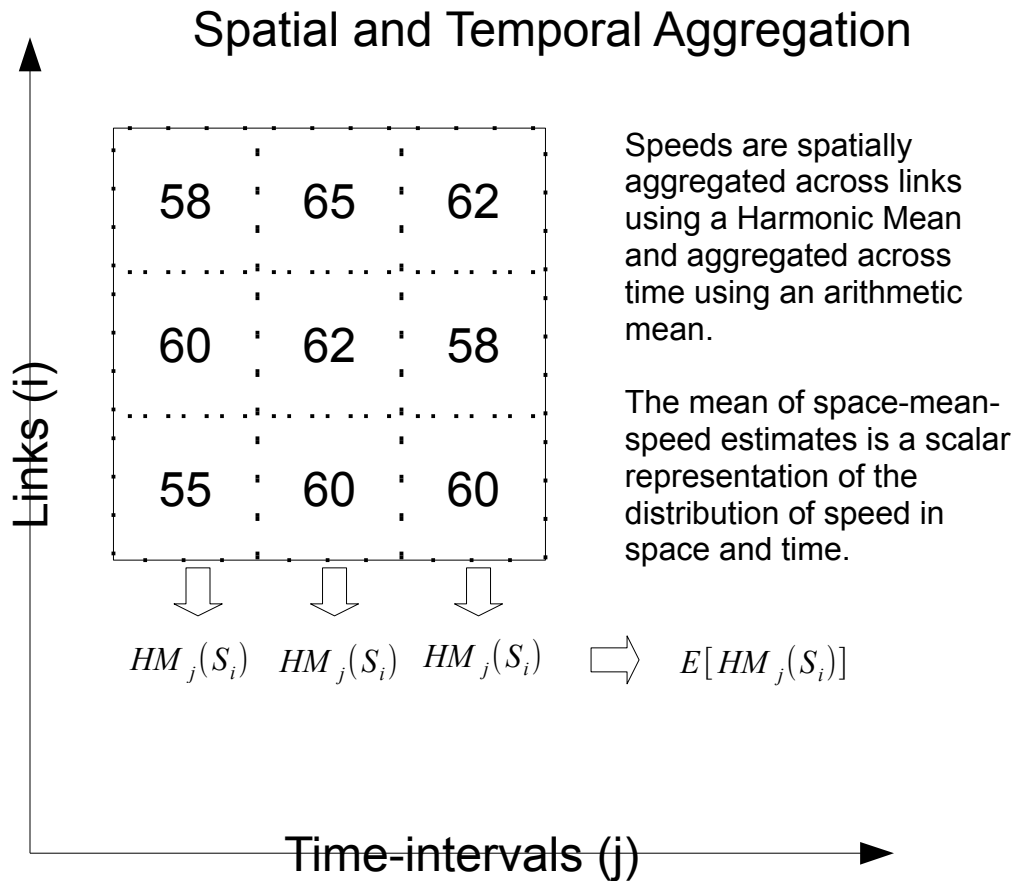 Spatial and Temporal Aggregation
58 65 62
60 62 58
55 60 60
Speeds are spatially
aggregated across links
using a Harmonic Mean
and aggregated across
time using an arithmetic
mean.
The mean of space-mean-
speed estimates is a scalar
representation of the
distribution of speed in
space and time.
Links (i)
HM_j(S_i) HM_j(S_i) HM_j(S_i) E[HM_j(S_i)]
Time-intervals (j)